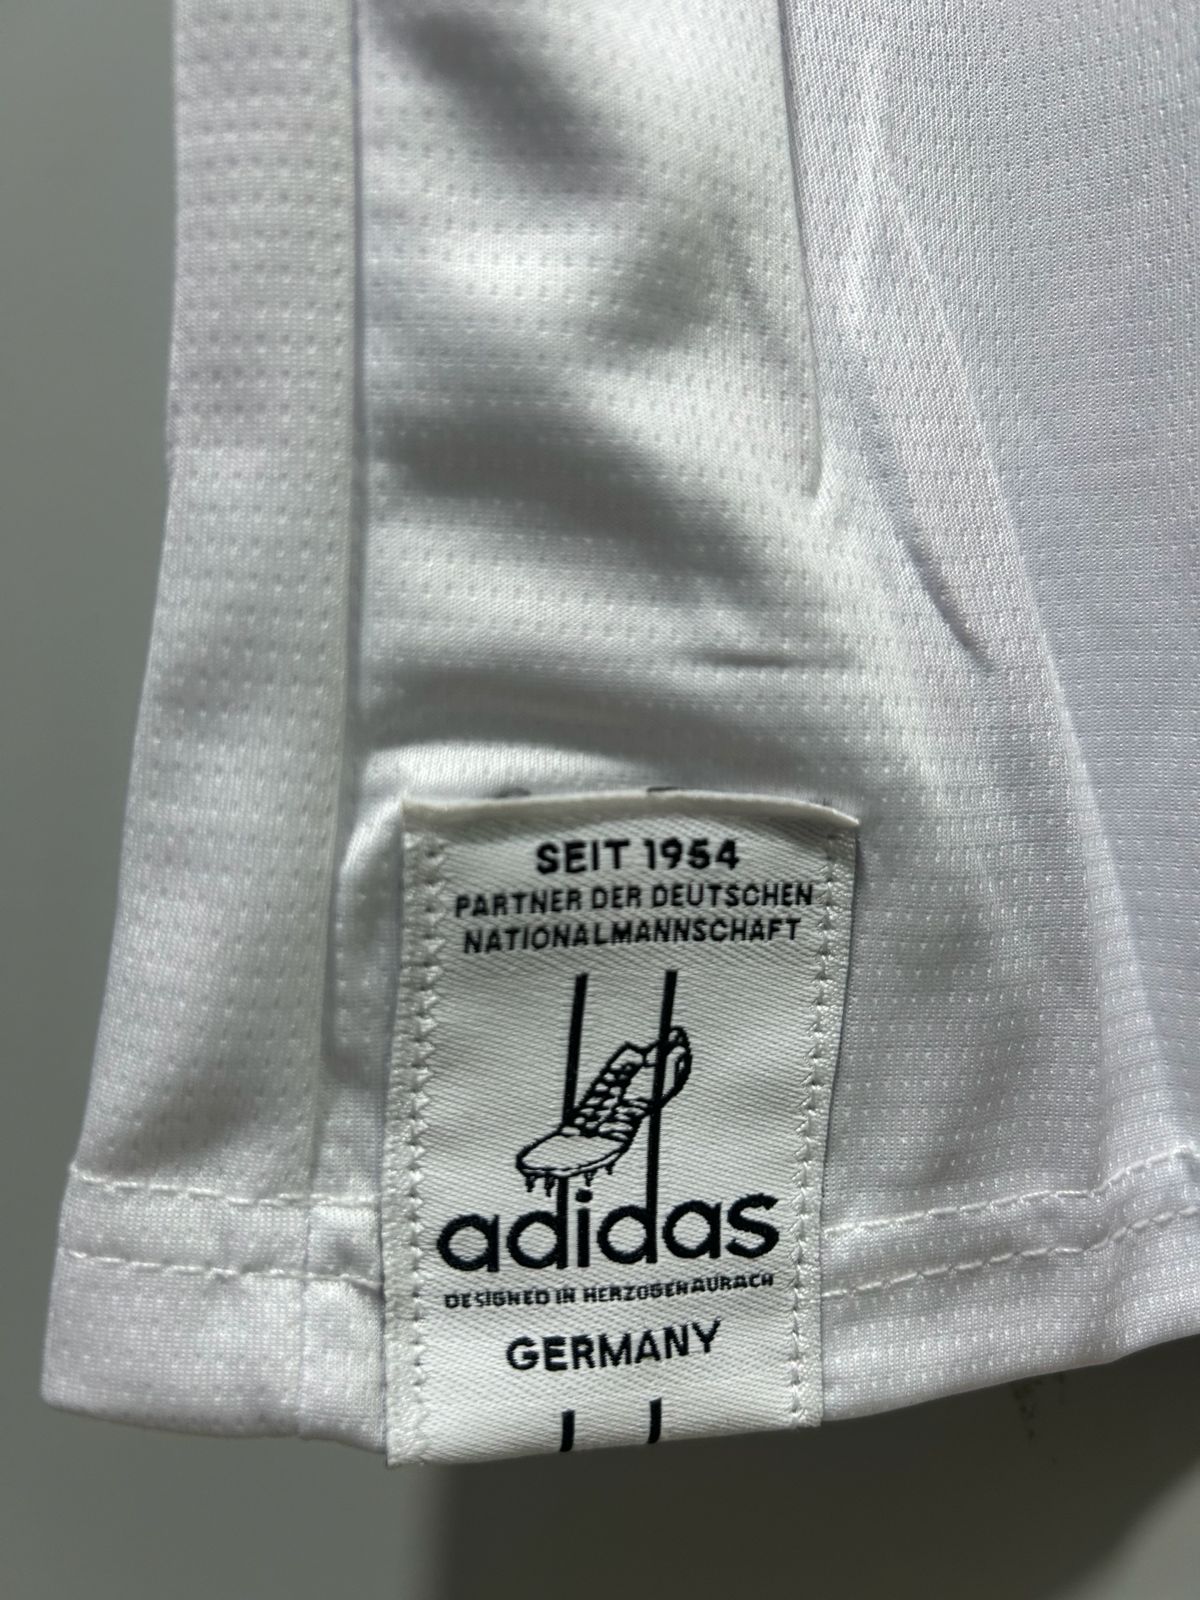 SEIT 1954
PARTNER DER DEUTSCHEN
NATIONALMANNSCHAFT
adidas
DESIGNED IN HERZOGENAURACH
GERMANY